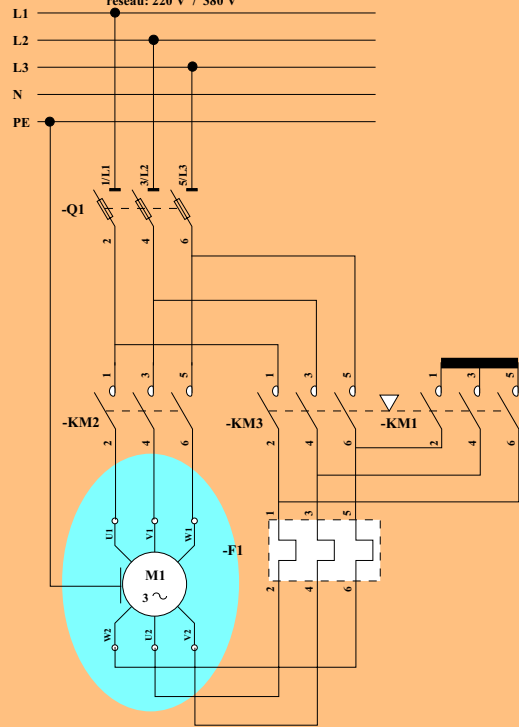 réseau: 220 V / 380 V
L1
L2
L3
N
PE
1/L1 3/L2 5/L3
-Q1
2 4 6
1 3 5 1 3 5 1 3 5
-KM2 -KM3 -KM1
2 4 6 2 4 6 2 4 6
U1 V1 W1
1 3 5
-F1
M1
3
2 4 6
W2 U2 V2